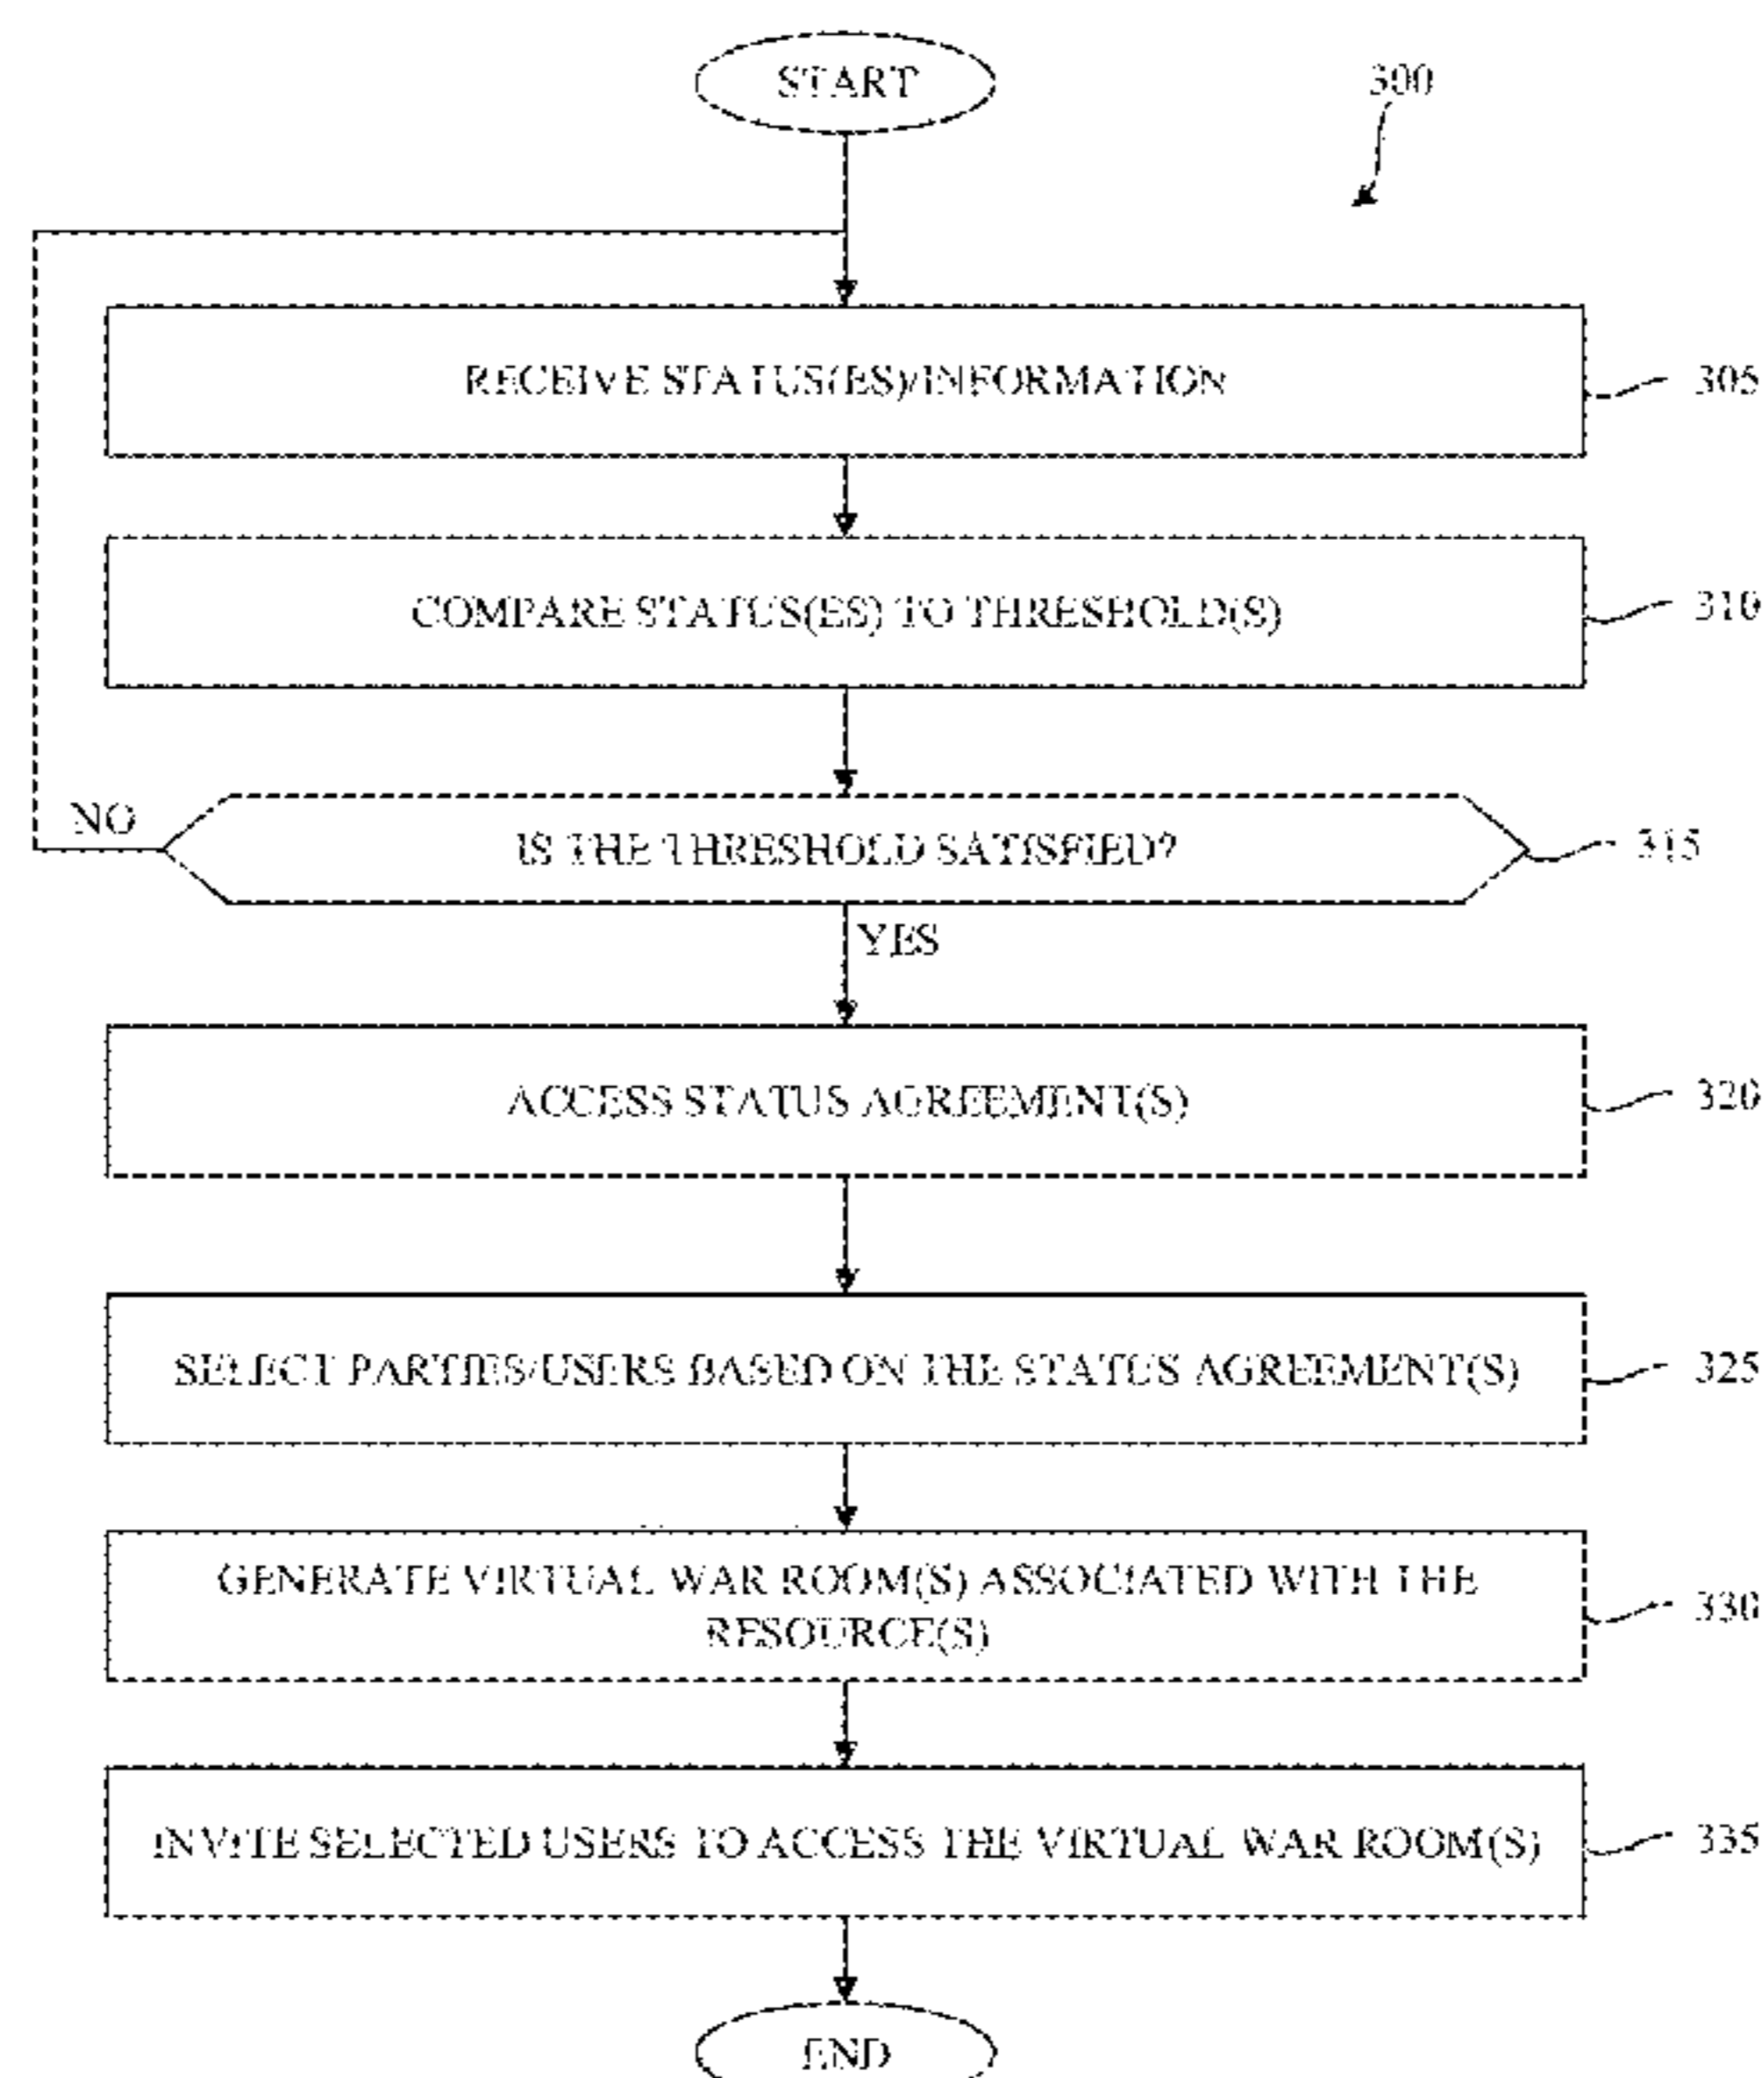 START
300
RECEIVE STATUS(ES)/INFORMATION
305
COMPARE STATUS(ES) TO THRESHOLD(S)
310
NO
IS THE THRESHOLD SATISFIED?
315
YES
ACCESS STATUS AGREEMENT(S)
320
SELECT PARTIES/USERS BASED ON THE STATUS AGREEMENT(S)
325
GENERATE VIRTUAL WAR ROOM(S) ASSOCIATED WITH THE
RESOURCE(S)
330
INVITE SELECTED USERS TO ACCESS THE VIRTUAL WAR ROOM(S)
335
END